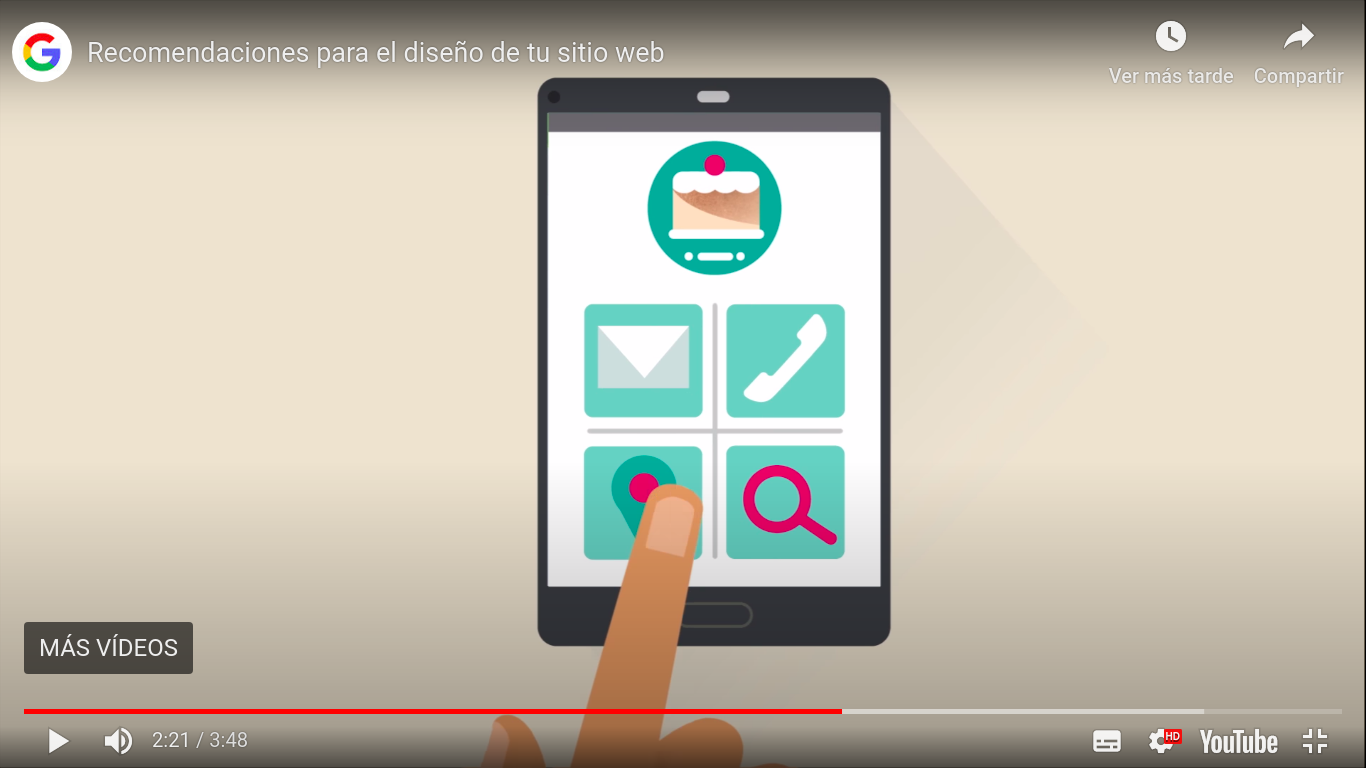 Recomendaciones para el diseño de tu sitio web
Ver más tarde
Compartir
MÁS VÍDEOS
2:21 / 3:48
HD
YouTube